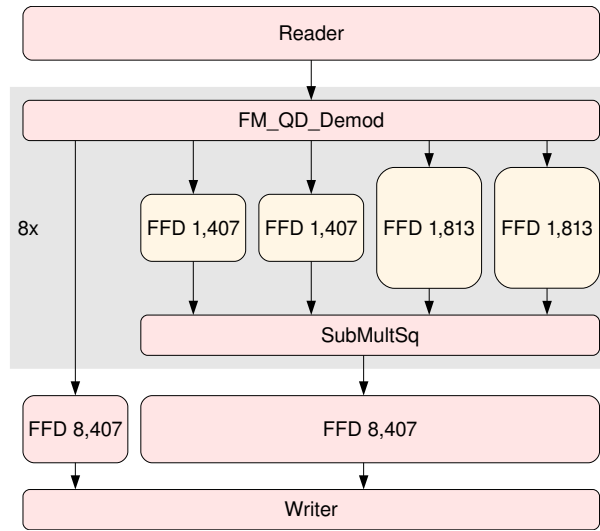 Reader
FM_QD_Demod
8x
FFD 1,407
FFD 1,407
FFD 1,813
FFD 1,813
SubMultSq
FFD 8,407
FFD 8,407
Writer